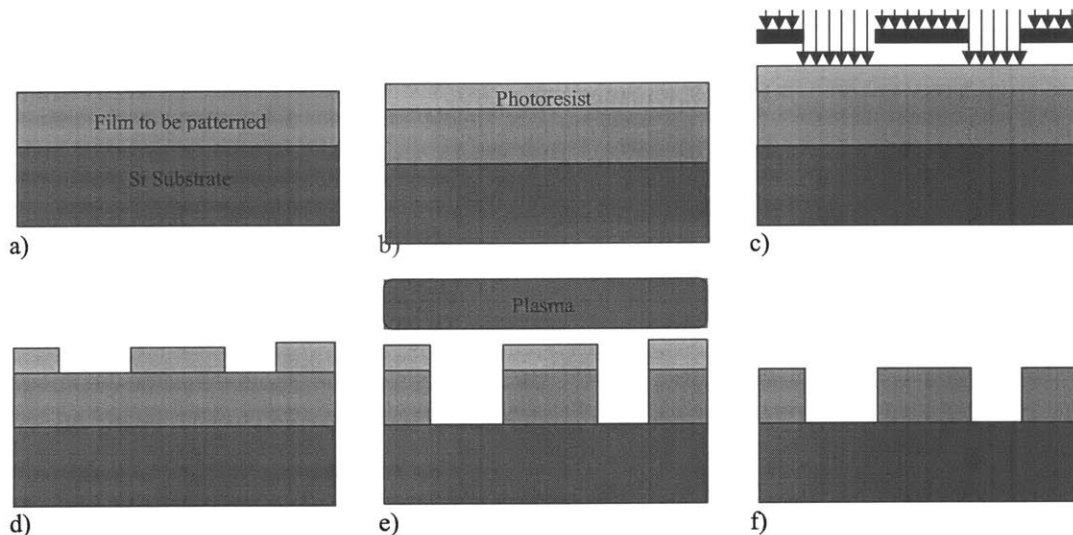 Film to be patterned
Si Substrate
a)
Photoresist
b)
c)
d)
Plasma
e)
f)